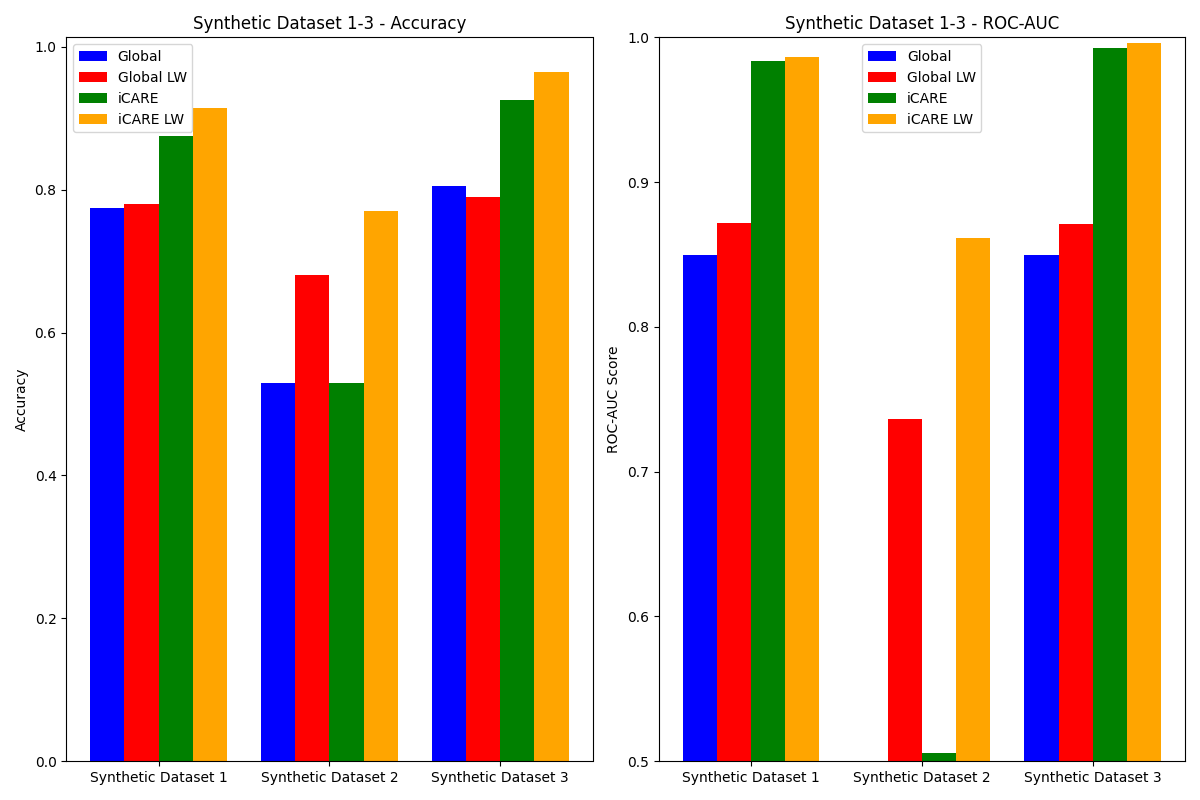 Synthetic Dataset 1-3 - Accuracy
Global
Global LW
iCARE
iCARE LW
1.0
0.8
0.6
0.4
0.2
0.0
Accuracy
Synthetic Dataset 1
Synthetic Dataset 2
Synthetic Dataset 3
Synthetic Dataset 1-3 - ROC-AUC
Global
Global LW
iCARE
iCARE LW
1.0
0.9
0.8
0.7
0.6
0.5
ROC-AUC Score
Synthetic Dataset 1
Synthetic Dataset 2
Synthetic Dataset 3